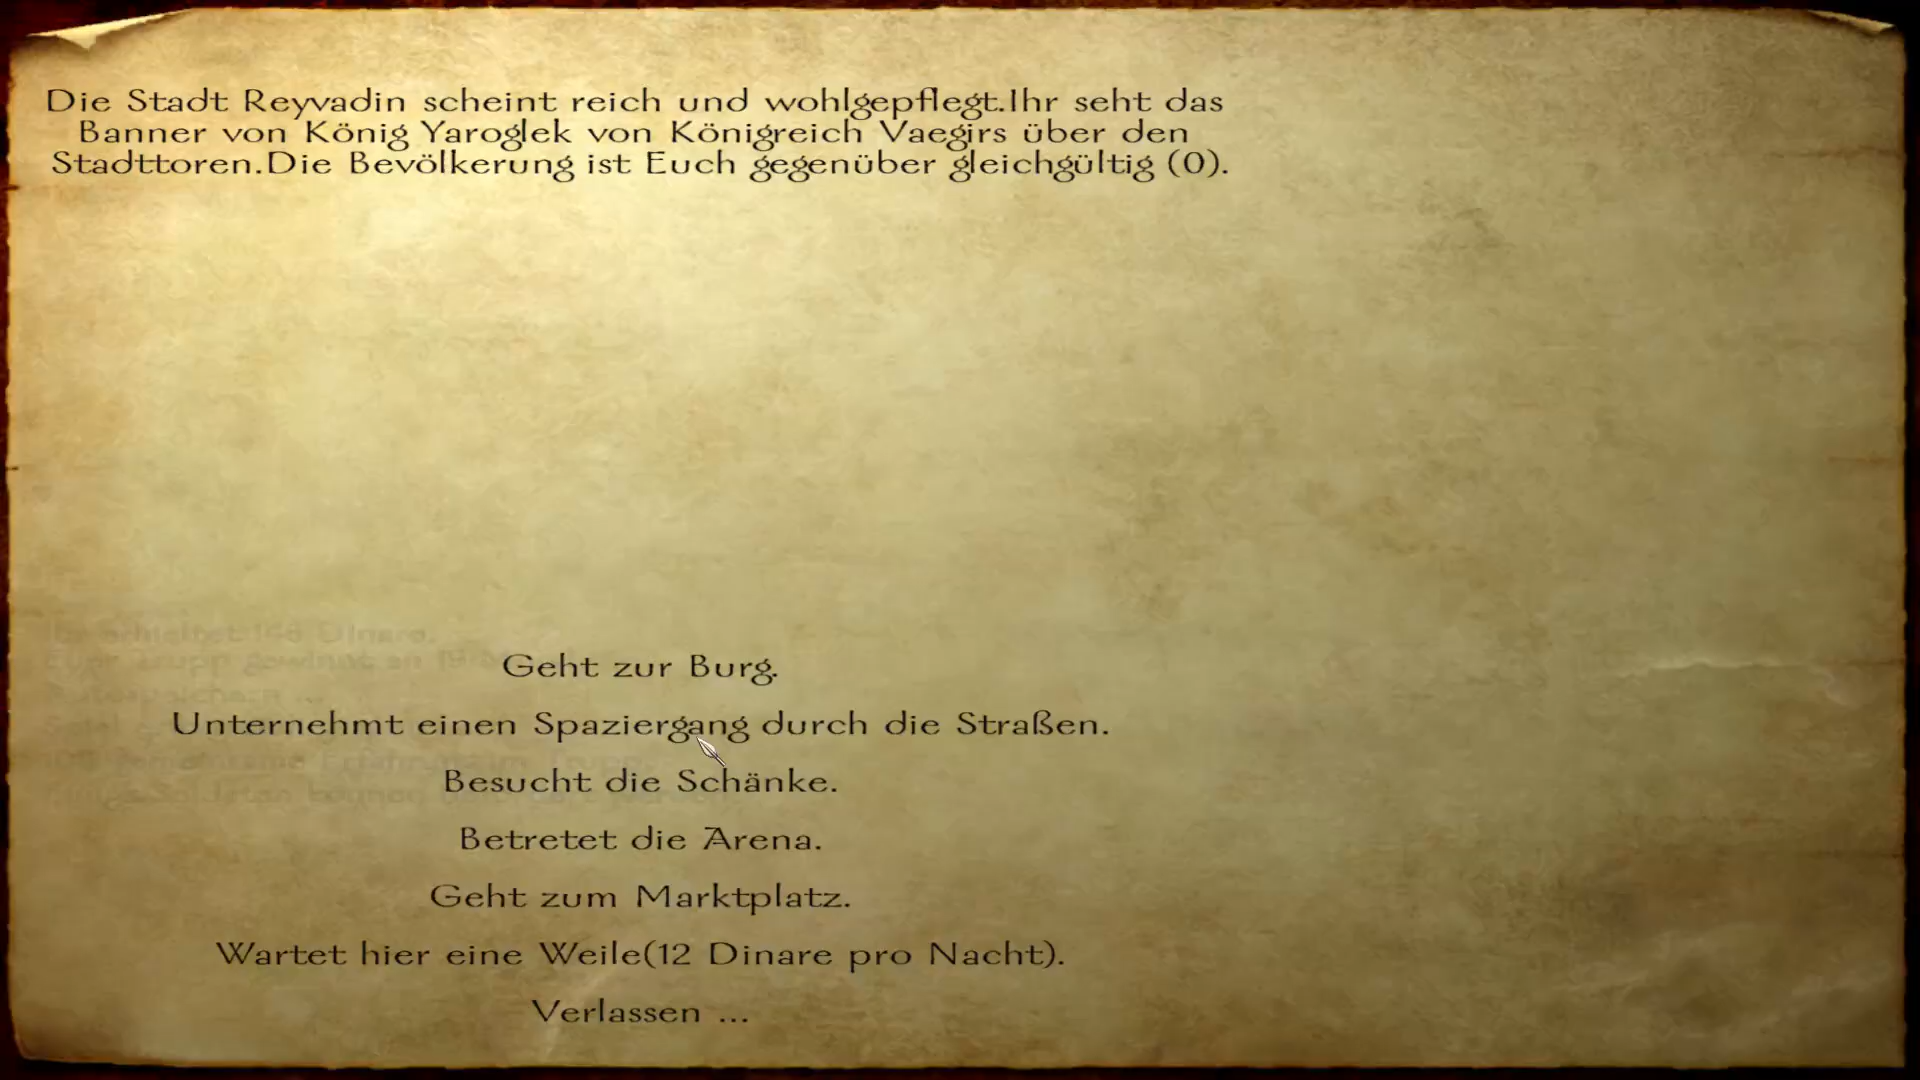 Die Stadt Reyvadin scheint reich und wohlgepflegt.Ihr seht das
Banner von König Yaroglek von Königreich Vaegirs über den
Stadttoren.Die Bevölkerung ist Euch gegenüber gleichgültig (0).
Dinare.
Geht zur Burg.
Unternehmt einen Spaziergang durch die Straßen.
Besucht die Schänke.
Betretet die Arena.
Geht zum Marktplatz.
Wartet hier eine Weile(12 Dinare pro Nacht).
Verlassen ...